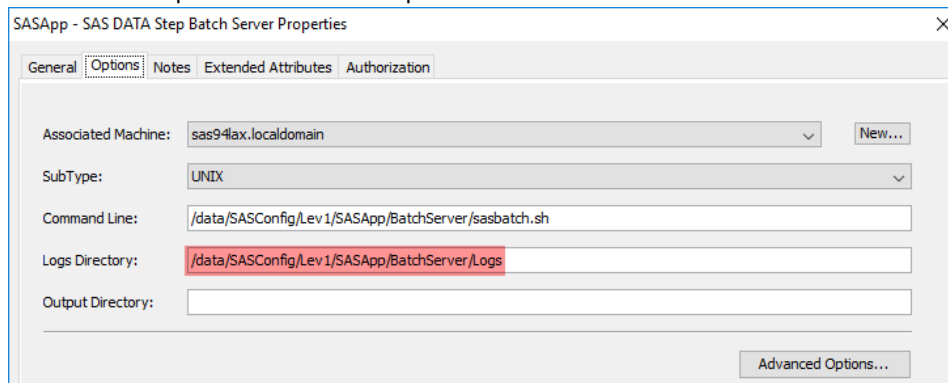 SASApp - SAS DATA Step Batch Server Properties
General Options Notes Extended Attributes Authorization
Associated Machine: sas94lax.localdomain New...
SubType: UNIX
Command Line: /data/SASConfig/Lev1/SASApp/BatchServer/sasbatch.sh
Logs Directory: /data/SASConfig/Lev1/SASApp/BatchServer/Logs
Output Directory:
Advanced Options...